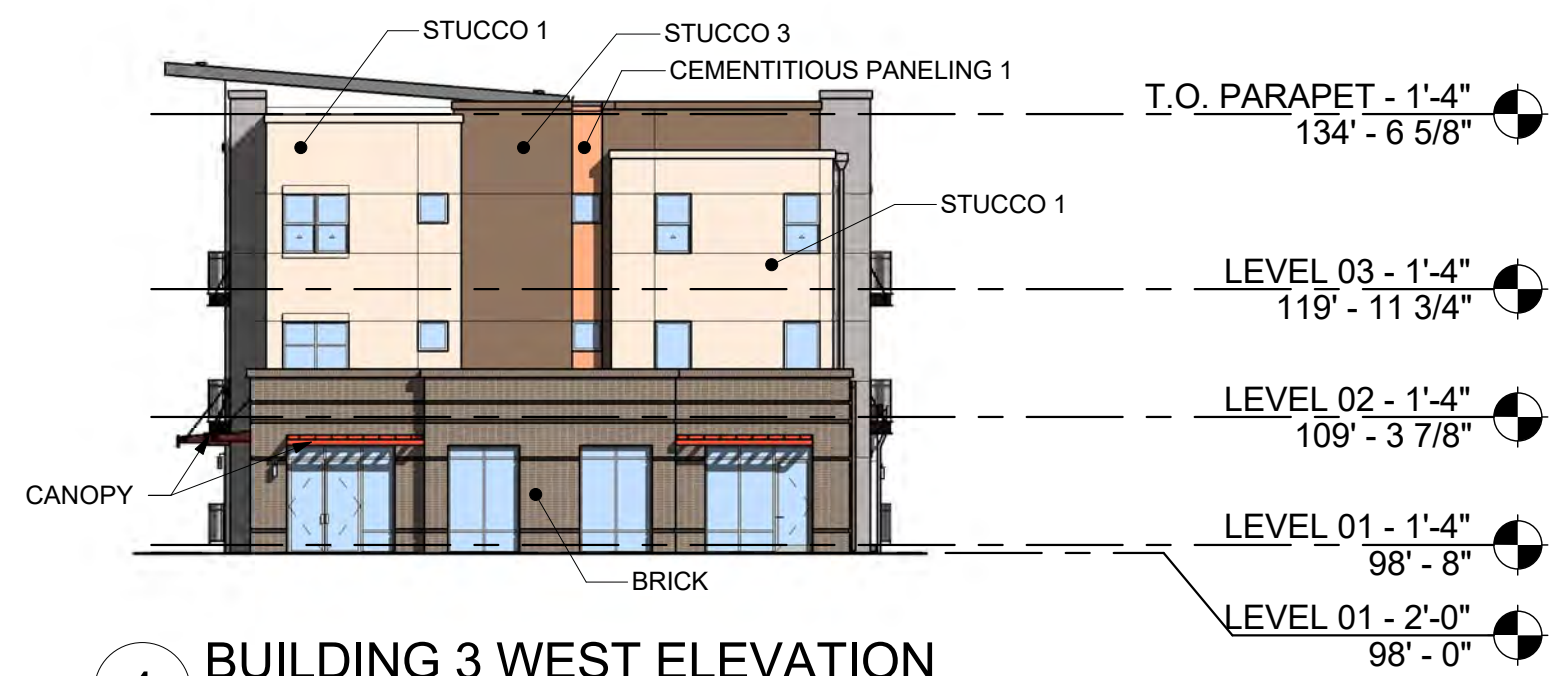 STUCCO 1
STUCCO 3
CEMENTITIOUS PANELING 1
T.O. PARAPET - 1'-4"
134' - 6 5/8"
STUCCO 1
LEVEL 03 - 1'-4"
119' - 11 3/4"
LEVEL 02 - 1'-4"
109' - 3 7/8"
CANOPY
LEVEL 01 - 1'-4"
98' - 8"
BRICK
LEVEL 01 - 2'-0"
98' - 0"
BUILDING 3 WEST ELEVATION